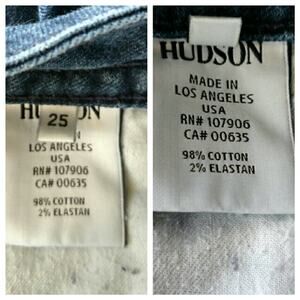 HUDSON
25
LOS ANGELES
USA
RN# 107906
CA# 00635
98% COTTON
2% ELASTAN
HUDSON
MADE IN
LOS ANGELES
USA
RN# 107906
CA# 00635
98% COTTON
2% ELASTAN